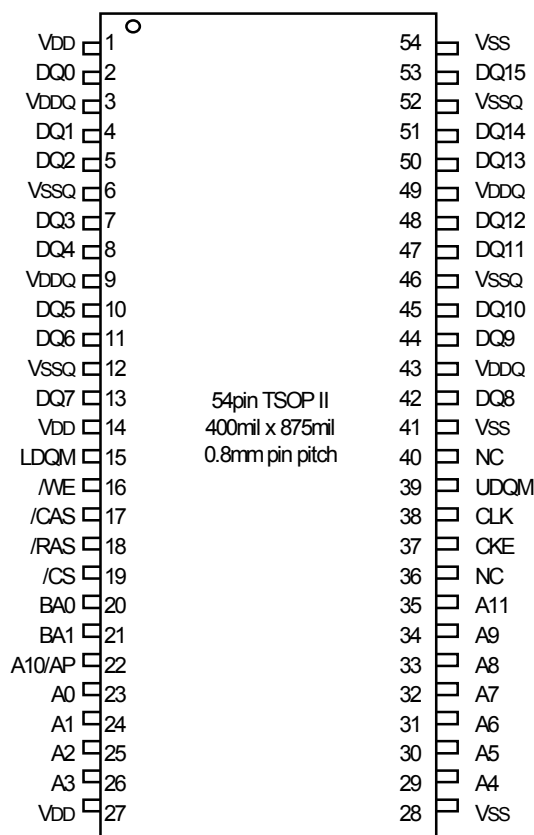 VDD 1 54 VSS
DQ0 2 53 DQ15
VDDQ 3 52 VSSQ
DQ1 4 51 DQ14
DQ2 5 50 DQ13
VSSQ 6 49 VDDQ
DQ3 7 48 DQ12
DQ4 8 47 DQ11
VDDQ 9 46 VSSQ
DQ5 10 45 DQ10
DQ6 11 44 DQ9
VSSQ 12 43 VDDQ
DQ7 13 54pin TSOP II 42 DQ8
VDD 14 400mil x 875mil 41 VSS
LDQM 15 0.8mm pin pitch 40 NC
/WE 16 39 UDQM
/CAS 17 38 CLK
/RAS 18 37 CKE
/CS 19 36 NC
BA0 20 35 A11
BA1 21 34 A9
A10/AP 22 33 A8
A0 23 32 A7
A1 24 31 A6
A2 25 30 A5
A3 26 29 A4
VDD 27 28 VSS